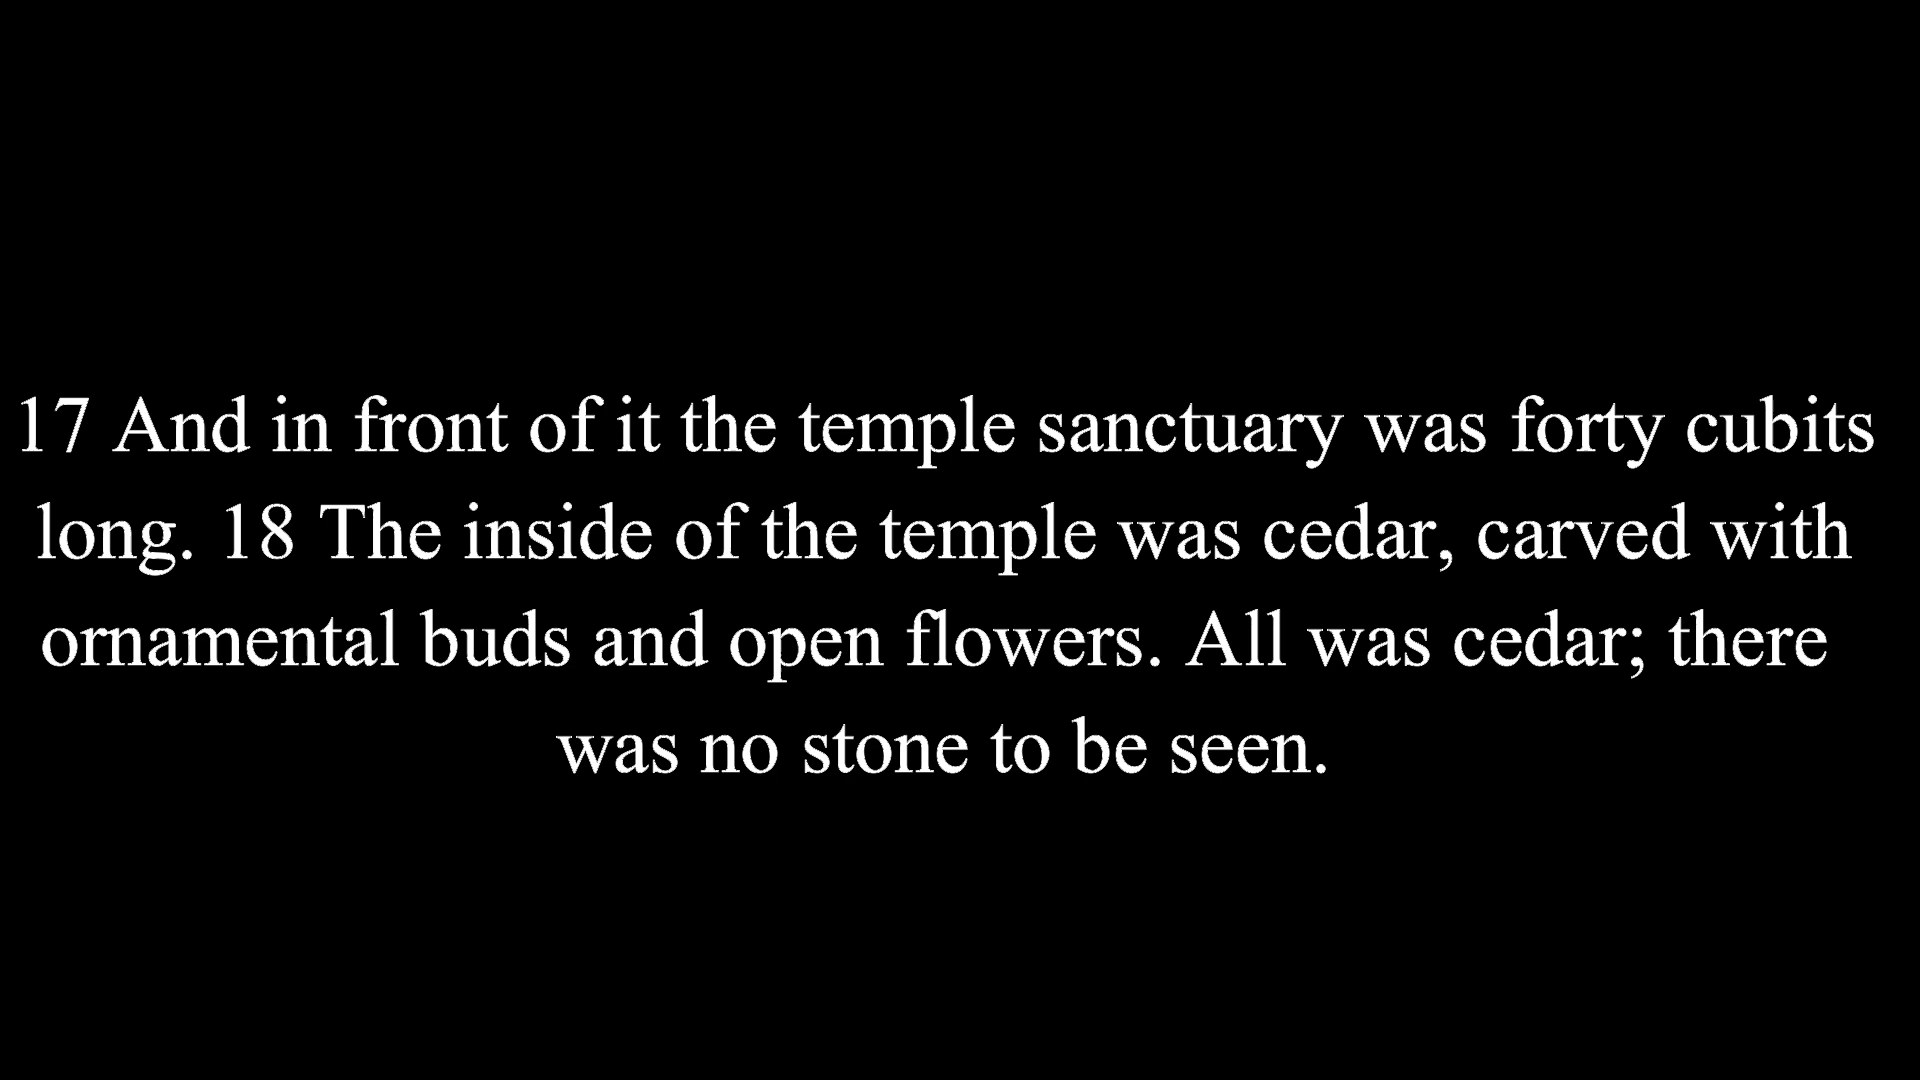 17 And in front of it the temple sanctuary was forty cubits
long. 18 The inside of the temple was cedar, carved with
ornamental buds and open flowers. All was cedar; there
was no stone to be seen.